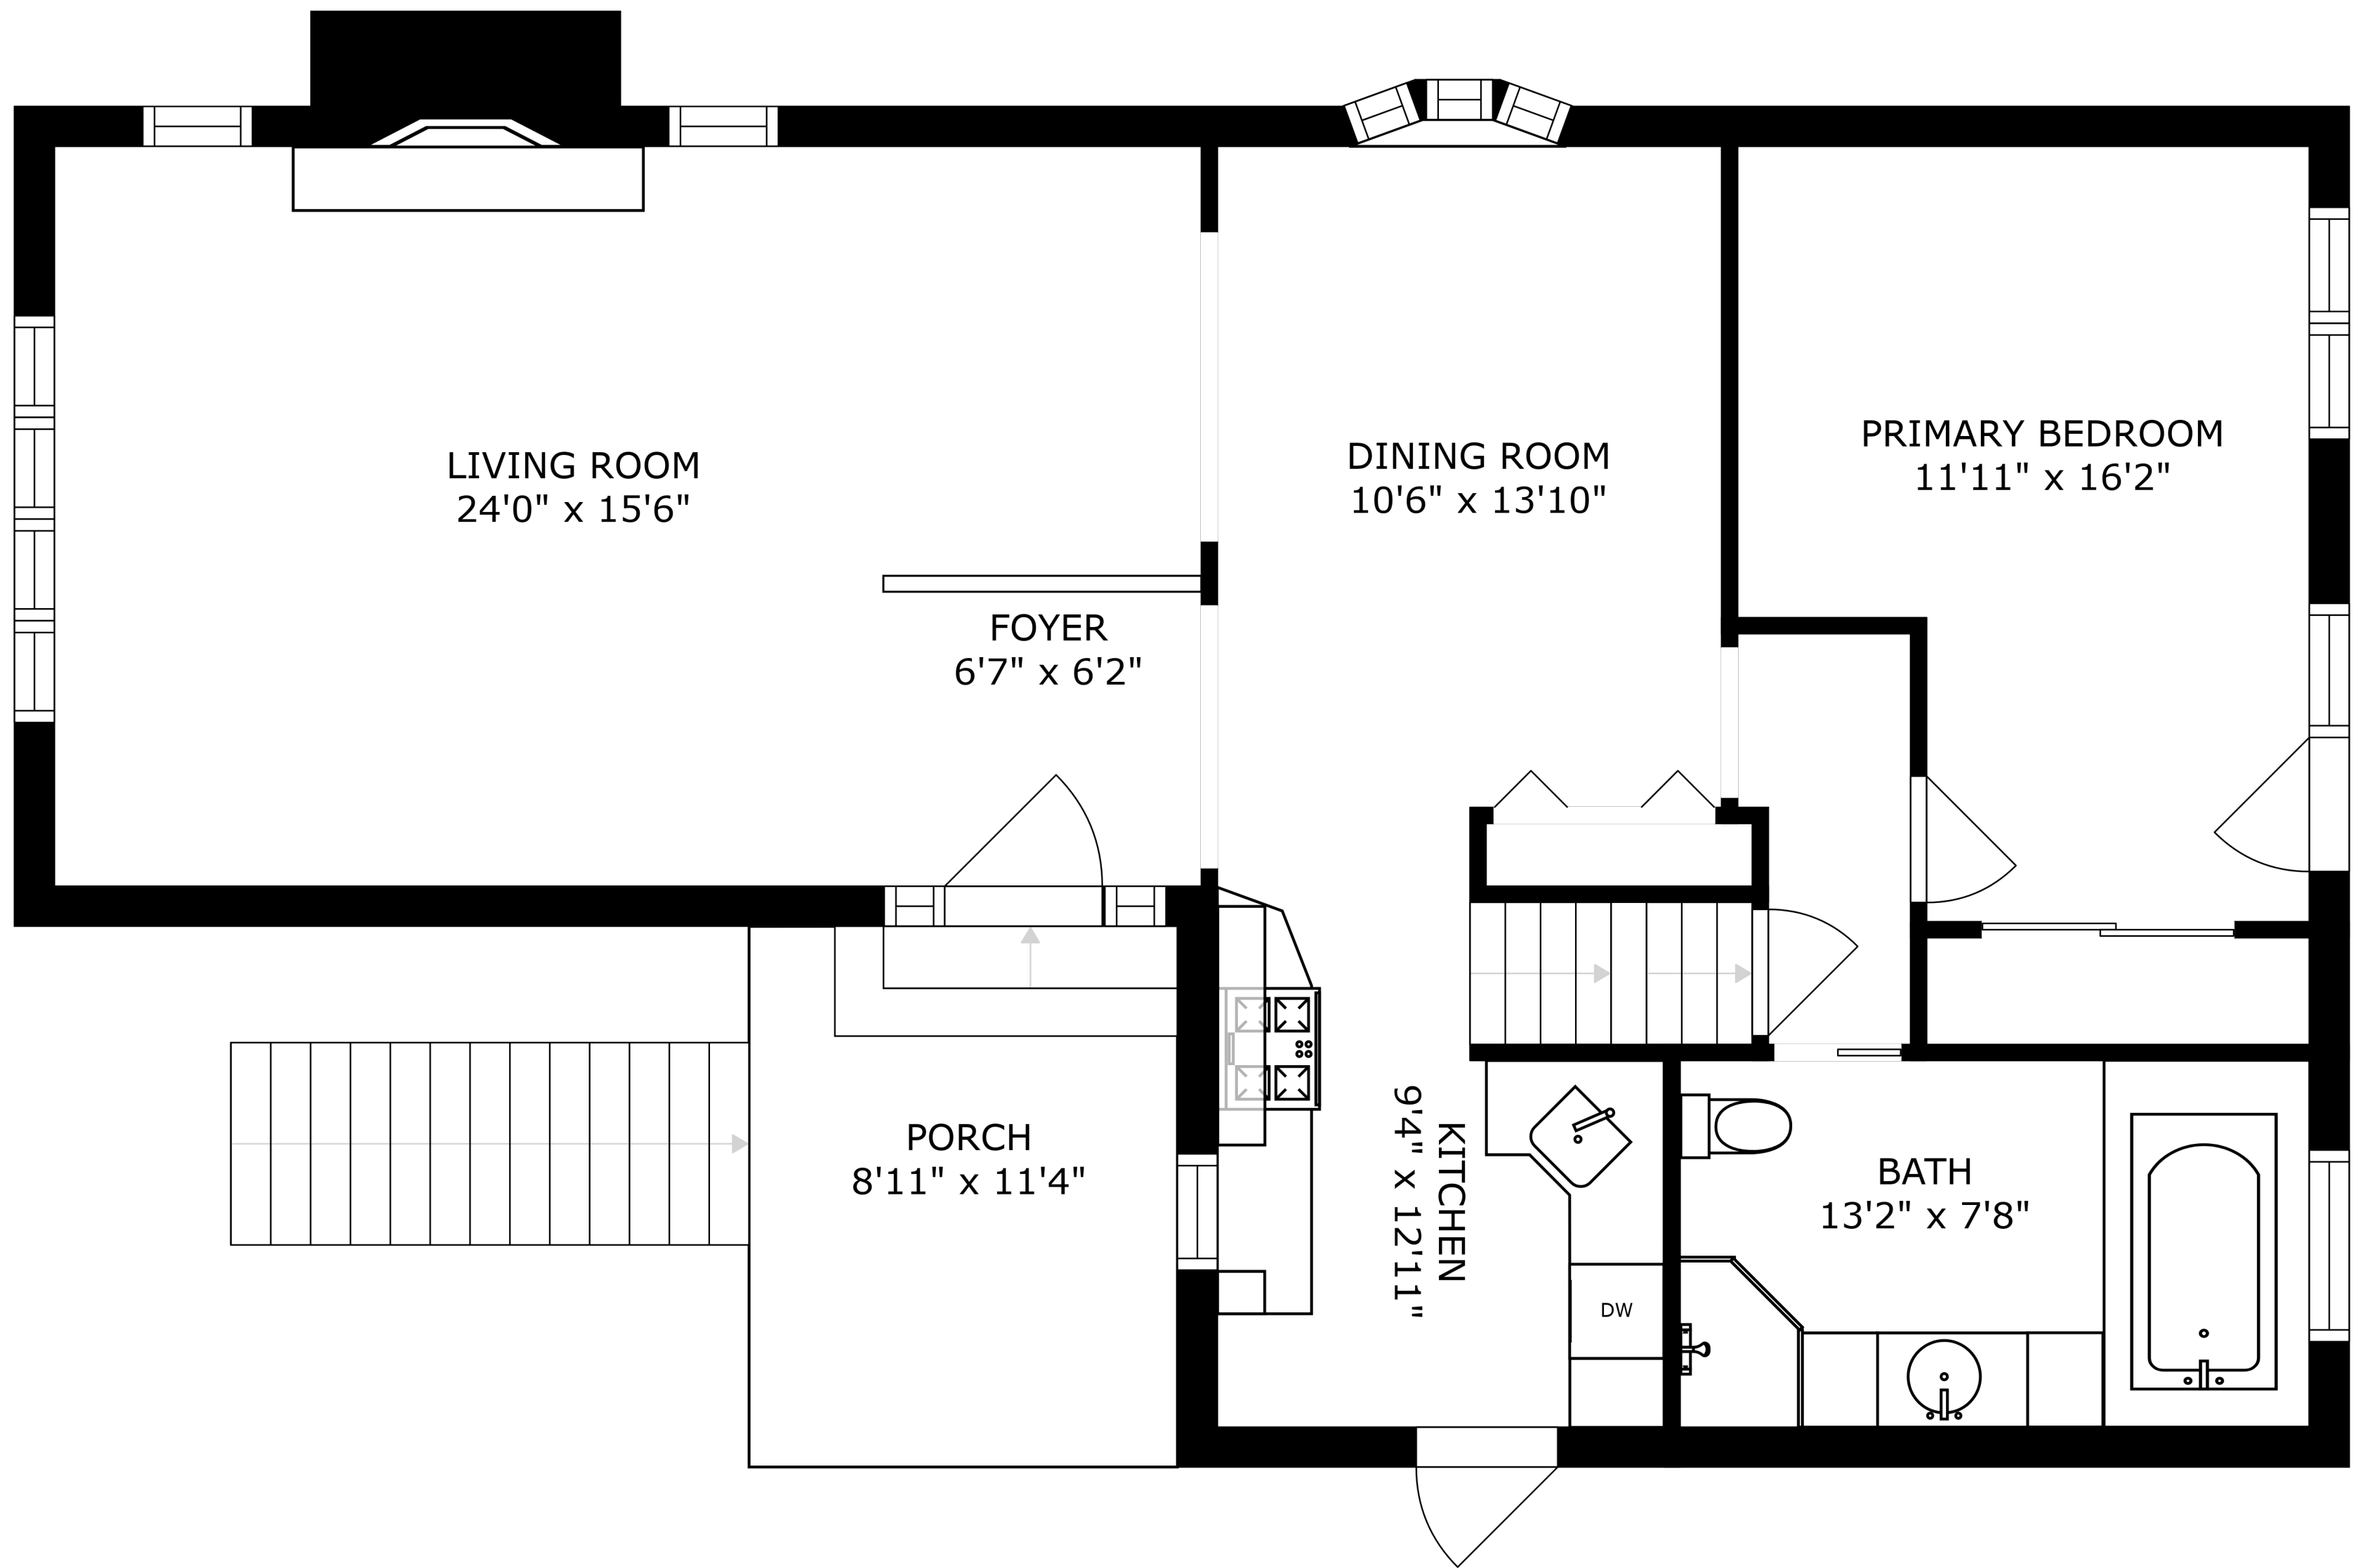 LIVING ROOM
24'0" x 15'6"
DINING ROOM
10'6" x 13'10"
PRIMARY BEDROOM
11'11" x 16'2"
FOYER
6'7" x 6'2"
PORCH
8'11" x 11'4"
KITCHEN
9'4" x 12'11"
BATH
13'2" x 7'8"
DW